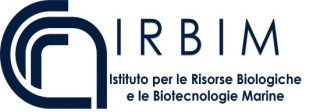 IRBIM
Istituto per le Risorse Biologiche
e le Biotecnologie Marine